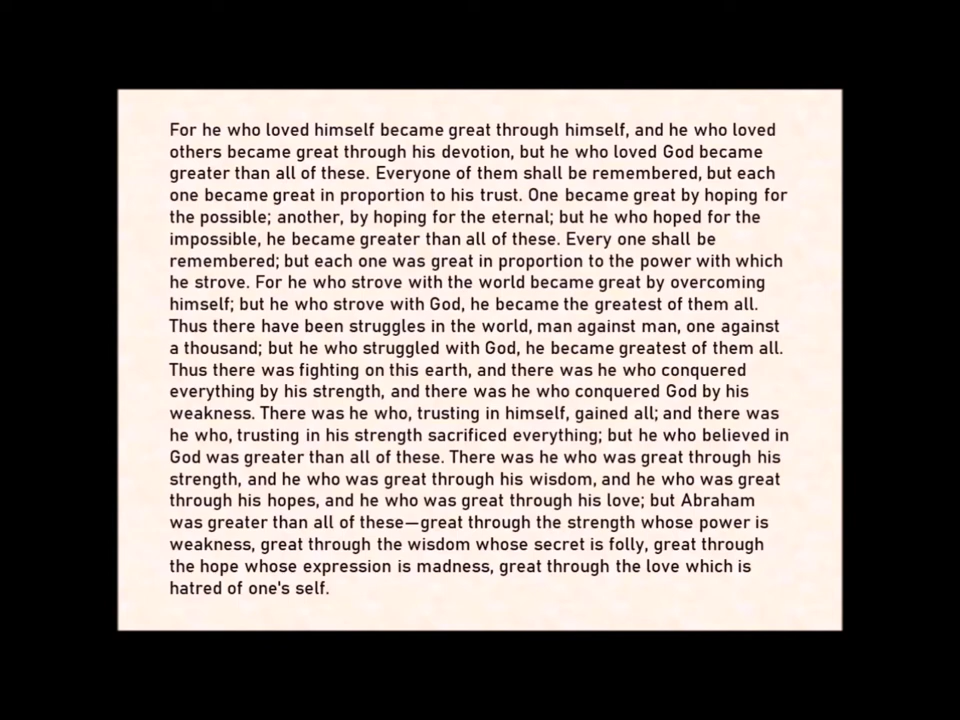 For he who loved himself became great through himself, and he who loved
others became great through his devotion, but he who loved God became
greater than all of these. Everyone of them shall be remembered, but each
one became great in proportion to his trust. One became great by hoping for
the possible; another, by hoping for the eternal; but he who hoped for the
impossible, he became greater than all of these. Every one shall be
remembered; but each one was great in proportion to the power with which
he strove. For he who strove with the world became great by overcoming
himself; but he who strove with God, he became the greatest of them all.
Thus there have been struggles in the world, man against man, one against
a thousand; but he who struggled with God, he became greatest of them all.
Thus there was fighting on this earth, and there was he who conquered
everything by his strength, and there was he who conquered God by his
weakness. There was he who, trusting in himself, gained all; and there was
he who, trusting in his strength sacrificed everything; but he who believed in
God was greater than all of these. There was he who was great through his
strength, and he who was great through his wisdom, and he who was great
through his hopes, and he who was great through his love; but Abraham
was greater than all of these—great through the strength whose power is
weakness, great through the wisdom whose secret is folly, great through
the hope whose expression is madness, great through the love which is
hatred of one's self.